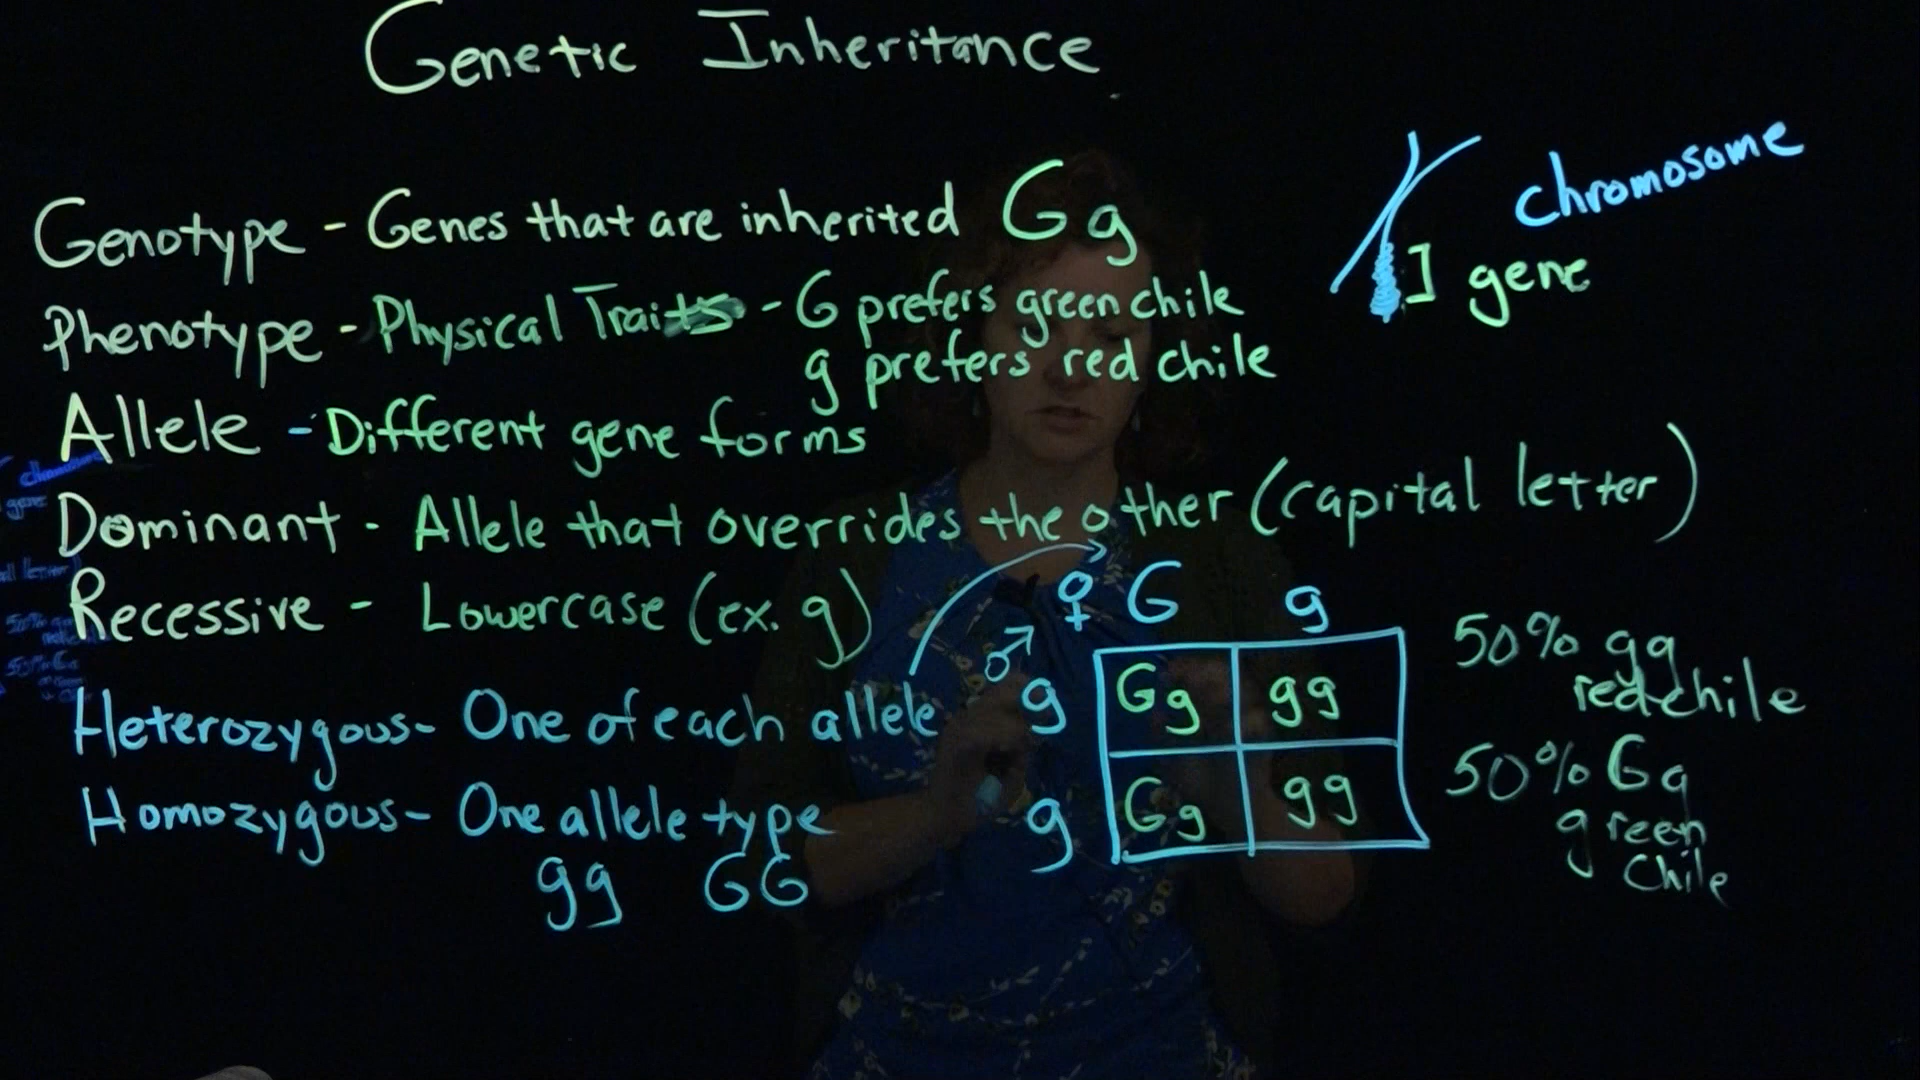 Genetic Inheritance
Genotype - Genes that are inherited Gg
chromosome
] gene
Phenotype - Physical Traits - G prefers green chile
g prefers red chile
Allele - Different gene forms
Dominant - Allele that overrides the other (capital letter)
Recessive - Lowercase (ex. g)
♀ G g
♂
Heterozygous - One of each allele
g Gg gg
50% gg
red chile
Homozygous - One allele type
g Gg gg
50% Gg
green
chile
gg GG
chromosome
gene